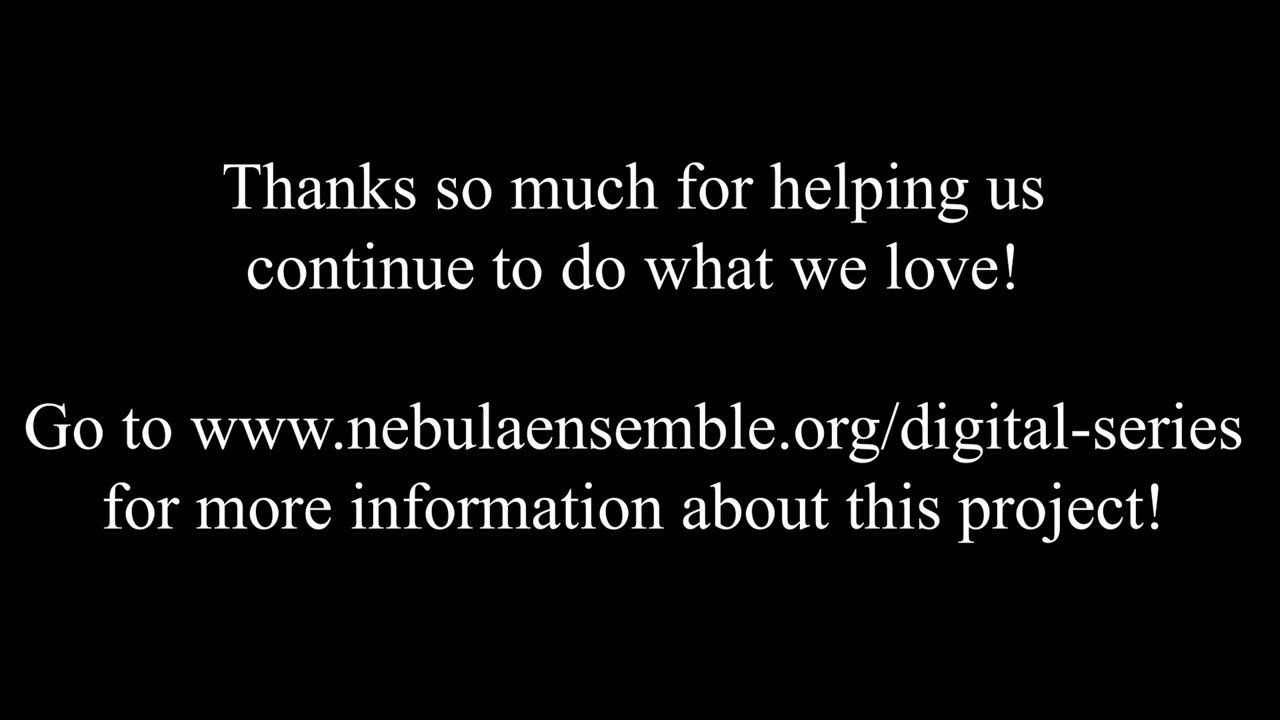 Thanks so much for helping us
continue to do what we love!
Go to www.nebulaensemble.org/digital-series
for more information about this project!